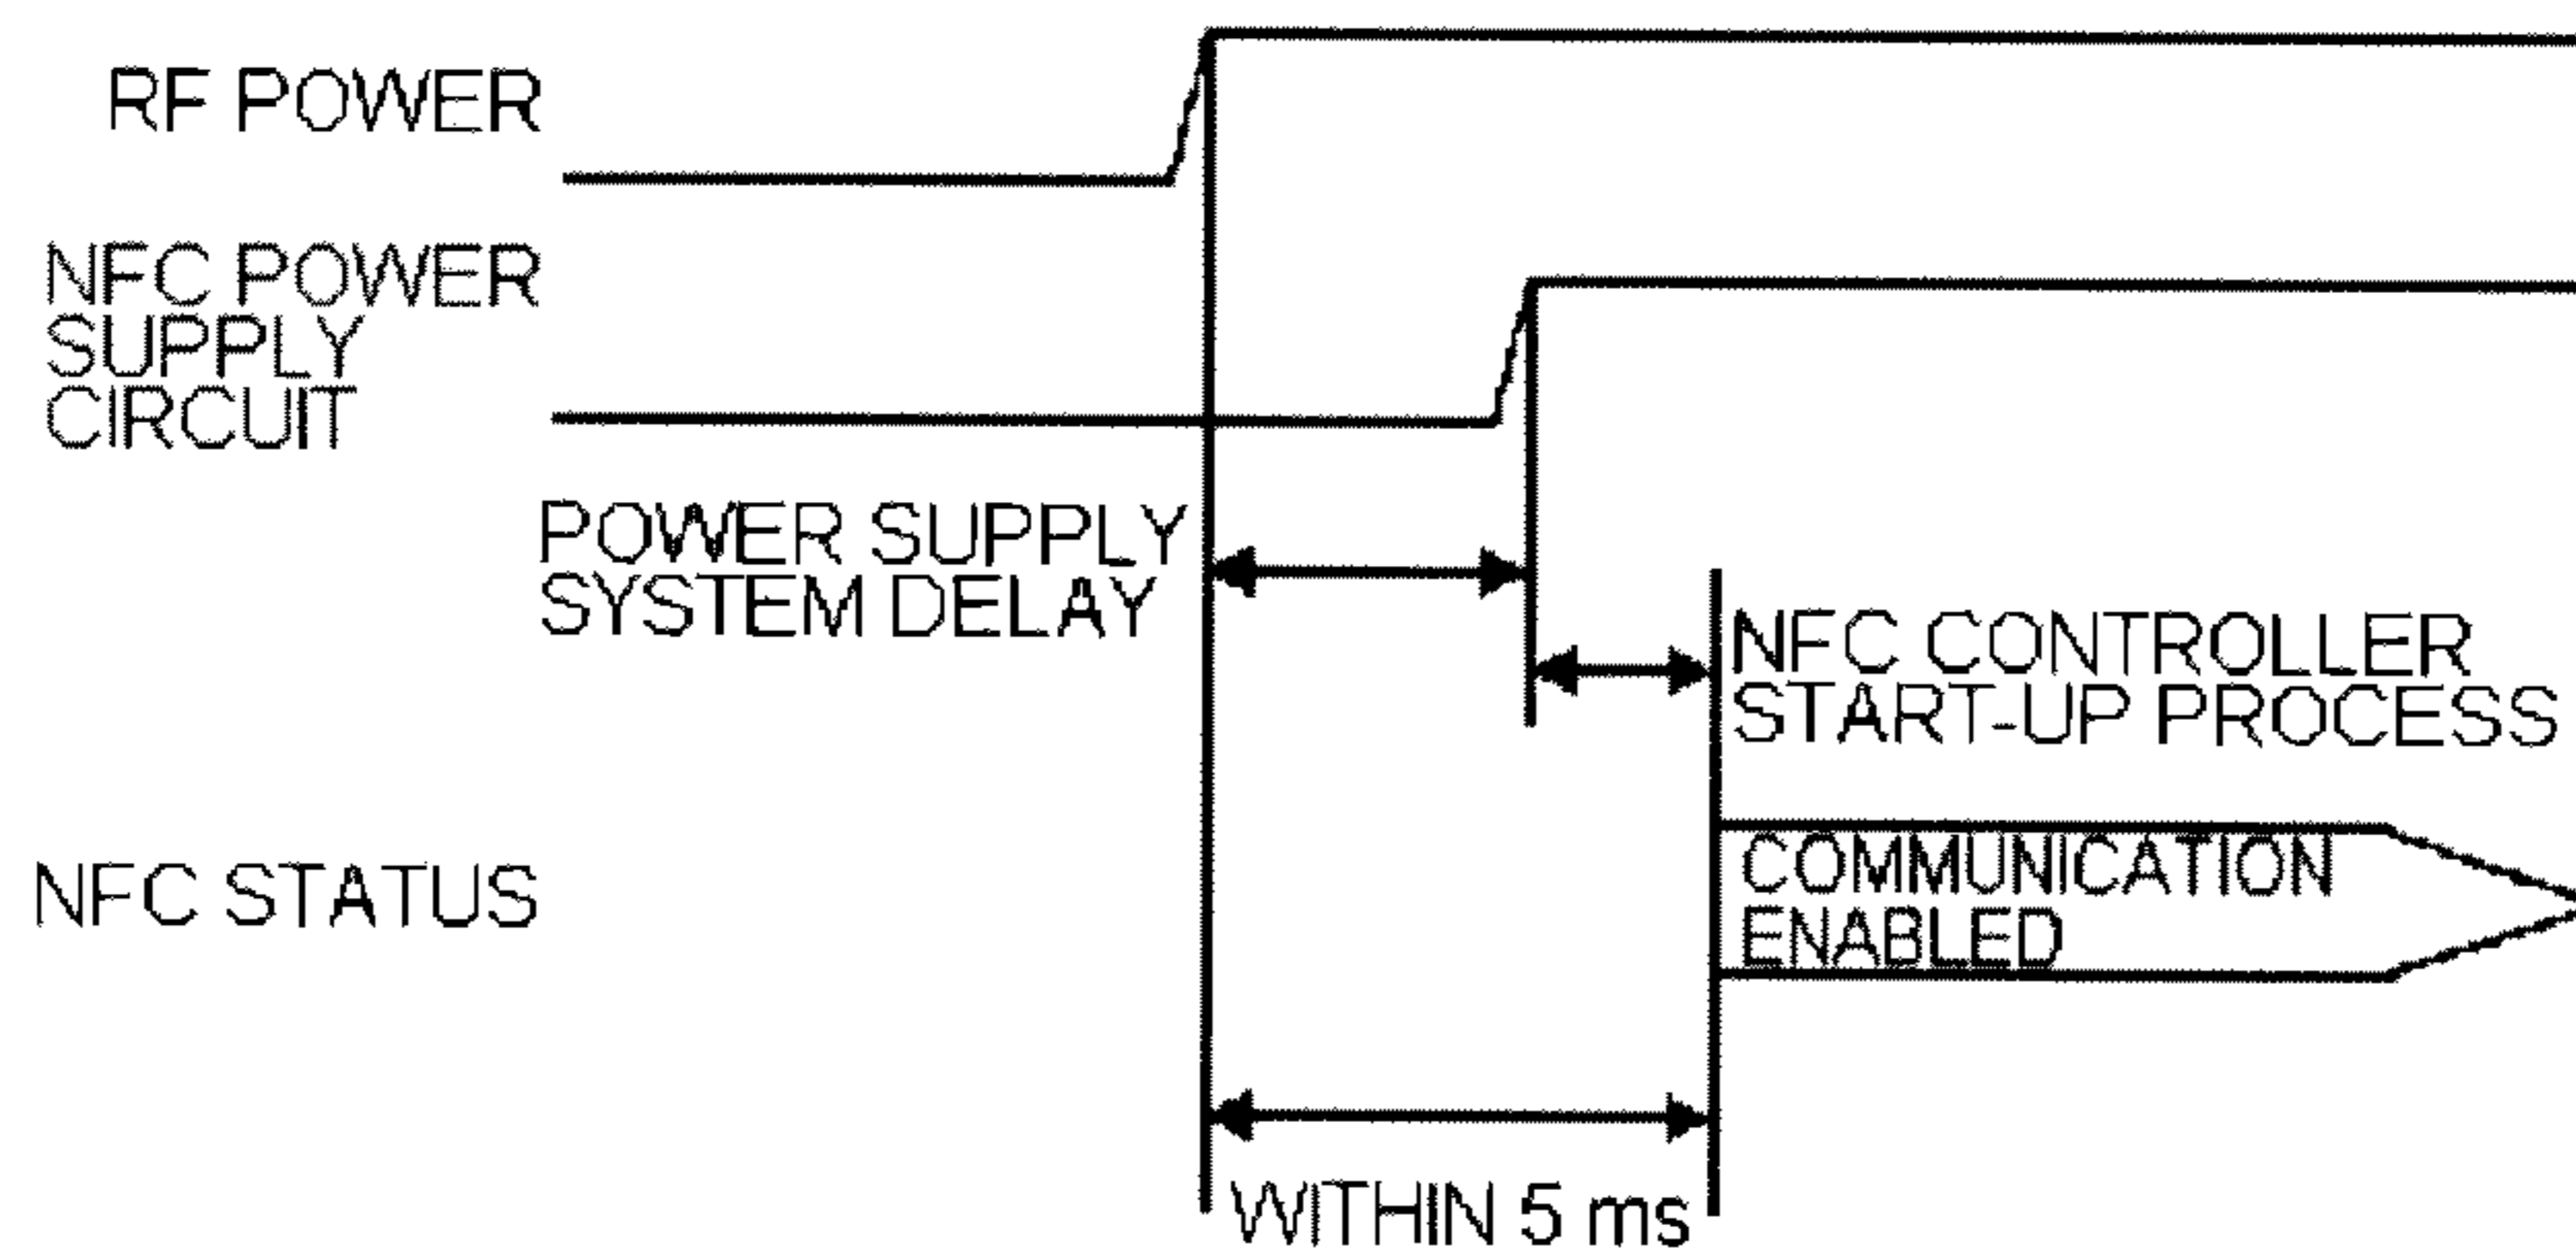 RF POWER
NFC POWER
SUPPLY
CIRCUIT
POWER SUPPLY
SYSTEM DELAY
NFC CONTROLLER
START-UP PROCESS
NFC STATUS
COMMUNICATION
ENABLED
WITHIN 5 ms